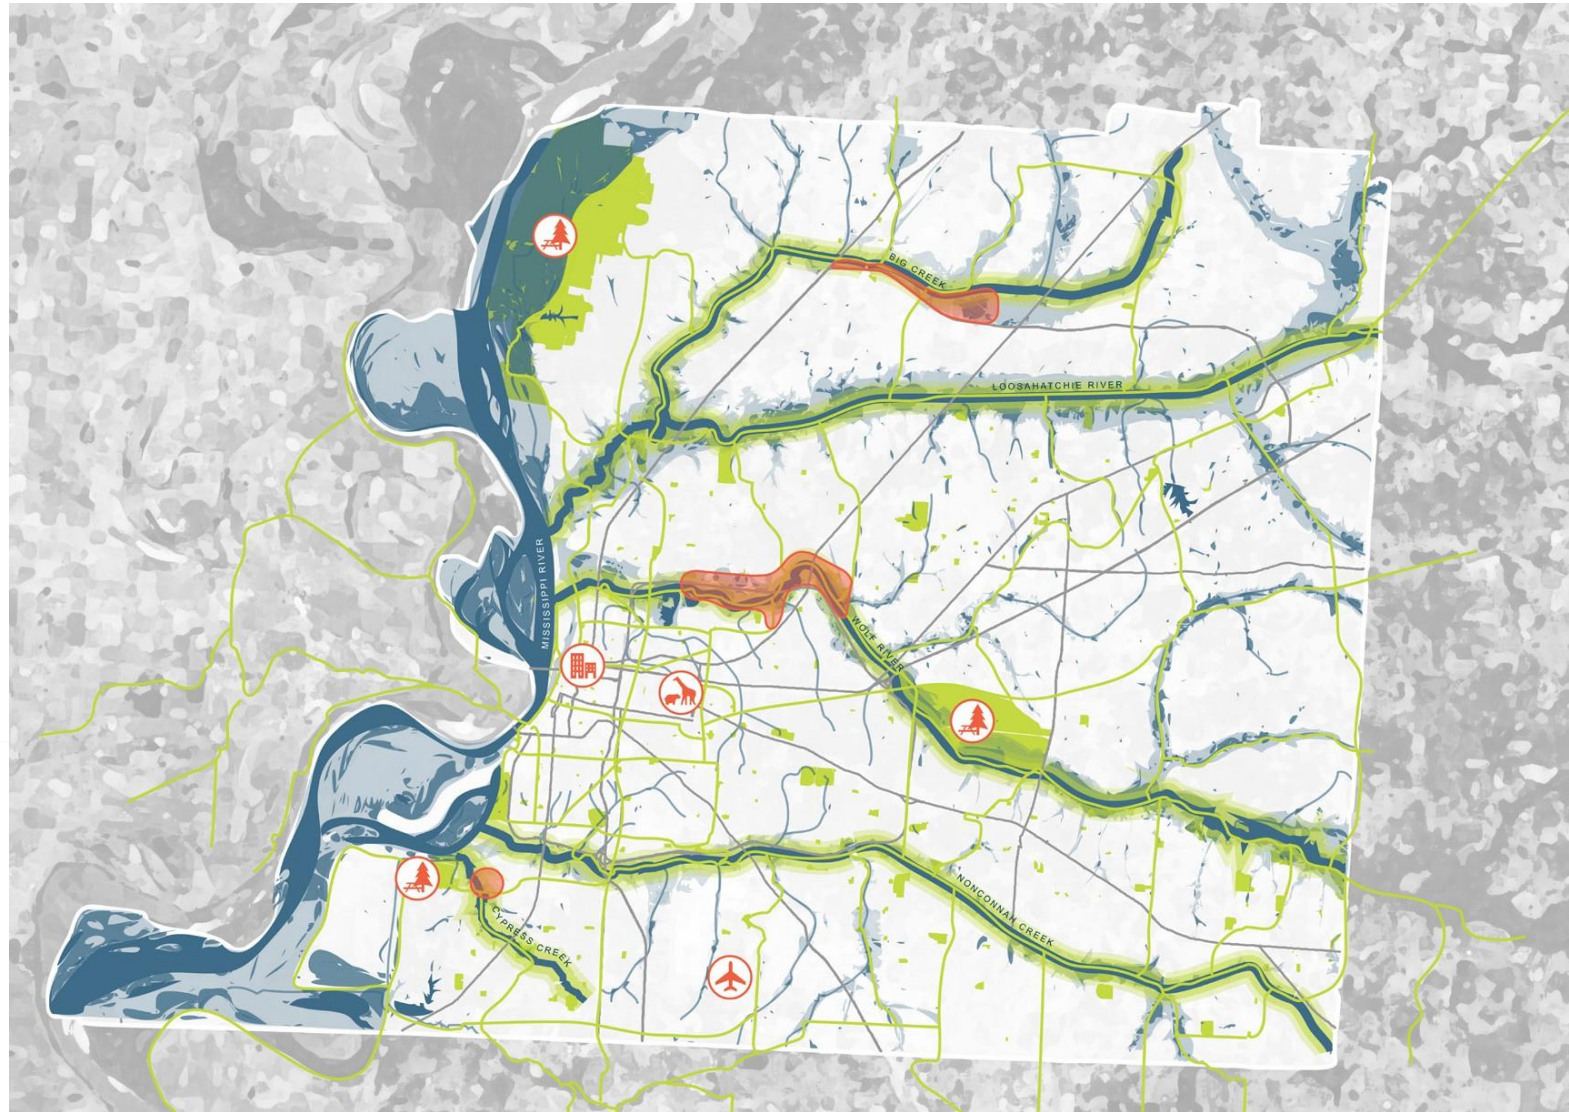 BIG CREEK
LOOSAHATCHIE RIVER
MISSISSIPPI RIVER
WOLF RIVER
NONCONNAH CREEK
CYPRESS CREEK